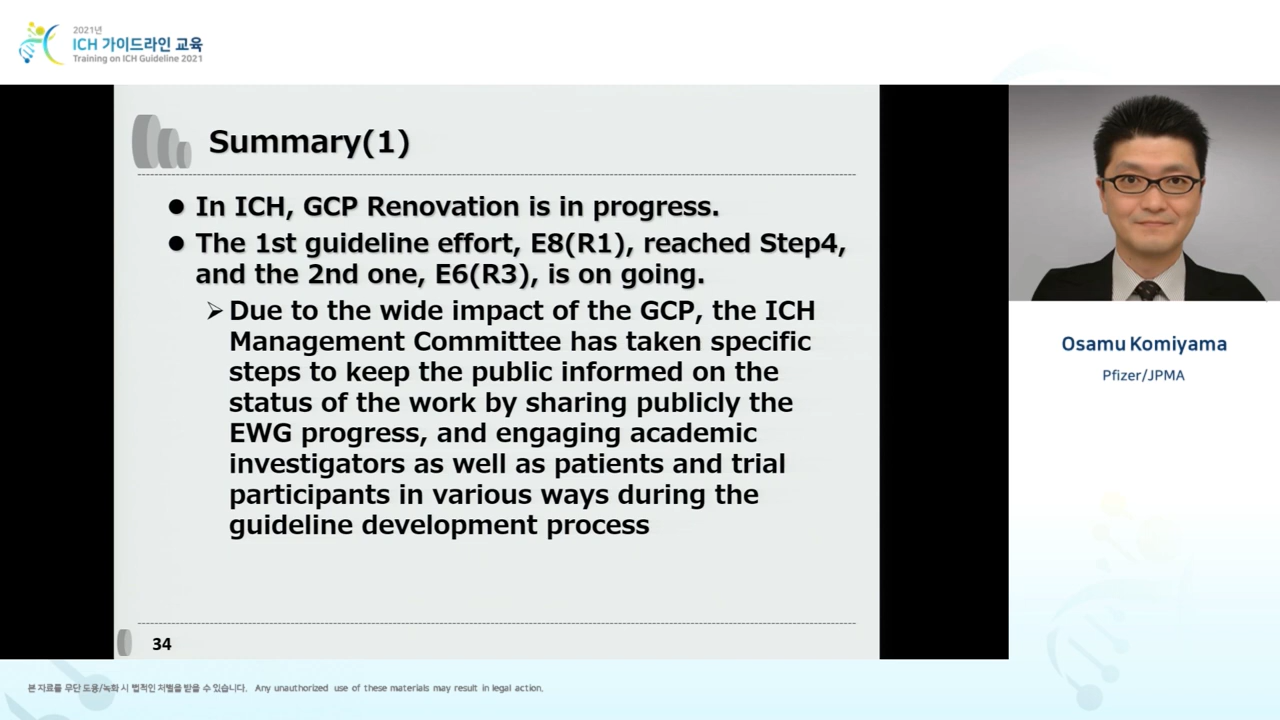 2021년
ICH 가이드라인 교육
Training on ICH Guideline 2021
Summary(1)
● In ICH, GCP Renovation is in progress.
● The 1st guideline effort, E8(R1), reached Step4,
and the 2nd one, E6(R3), is on going.
➢ Due to the wide impact of the GCP, the ICH
Management Committee has taken specific
steps to keep the public informed on the
status of the work by sharing publicly the
EWG progress, and engaging academic
investigators as well as patients and trial
participants in various ways during the
guideline development process
34
Osamu Komiyama
Pfizer/JPMA
본 자료를 무단 도용/녹화 시 법적인 처벌을 받을 수 있습니다. Any unauthorized use of these materials may result in legal action.